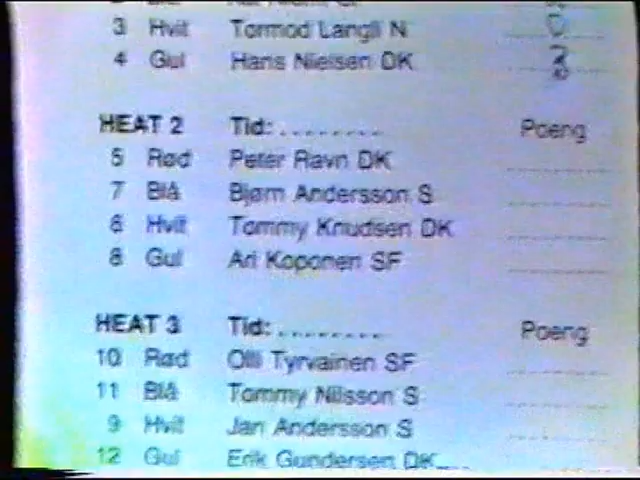 3 Hvit Tormod Langli N 0
4 Gul Hans Nielsen DK
HEAT 2 Tid: ........ Poeng
5 Rød Peter Ravn DK
7 Blå Bjørn Andersson S
6 Hvit Tommy Knudsen DK
8 Gul Ari Koponen SF
HEAT 3 Tid: ........ Poeng
10 Rød Olli Tyrvainen SF
11 Blå Tommy Nilsson S
9 Hvit Jan Andersson S
12 Gul Erik Gundersen DK